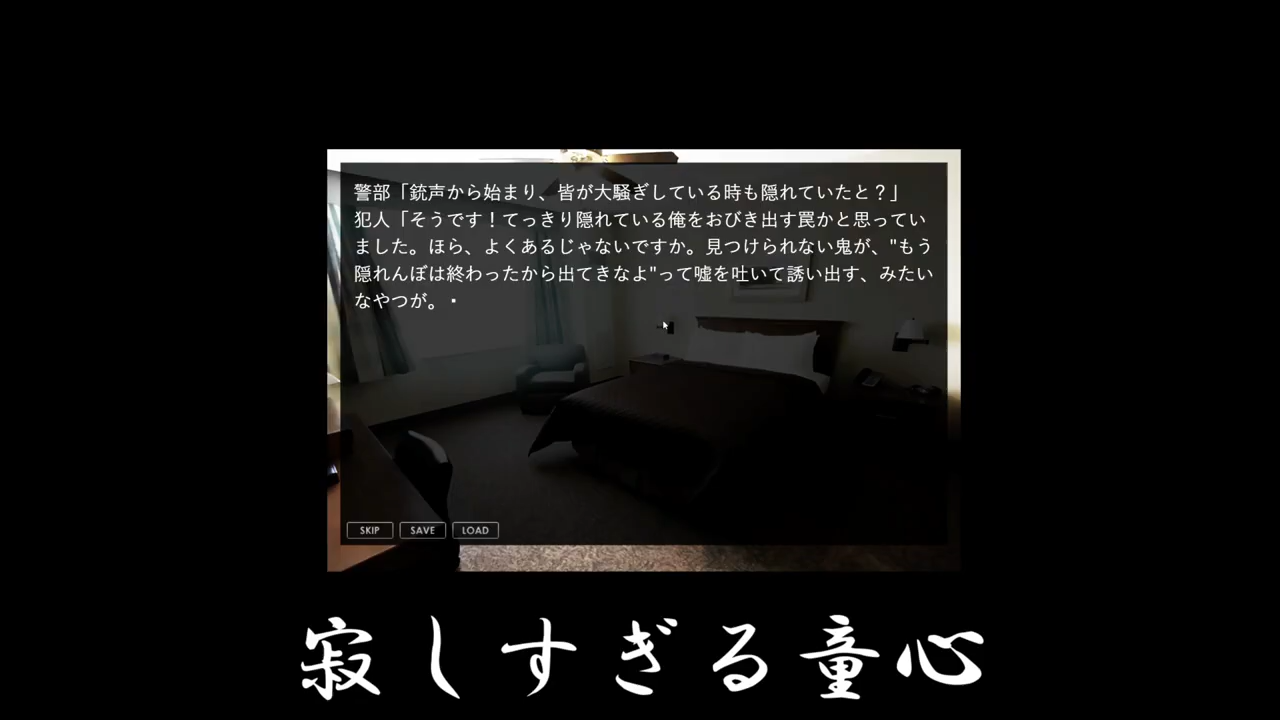 警部「銃声から始まり、皆が大騒ぎしている時も隠れていたと？」
犯人「そうです！てっきり隠れている俺をおびき出す罠かと思ってい
ました。ほら、よくあるじゃないですか。見つけられない鬼が、"もう
隠れんぼは終わったから出てきなよ"って嘘を吐いて誘い出す、みたい
なやつが。
SKIP SAVE LOAD
寂しすぎる童心